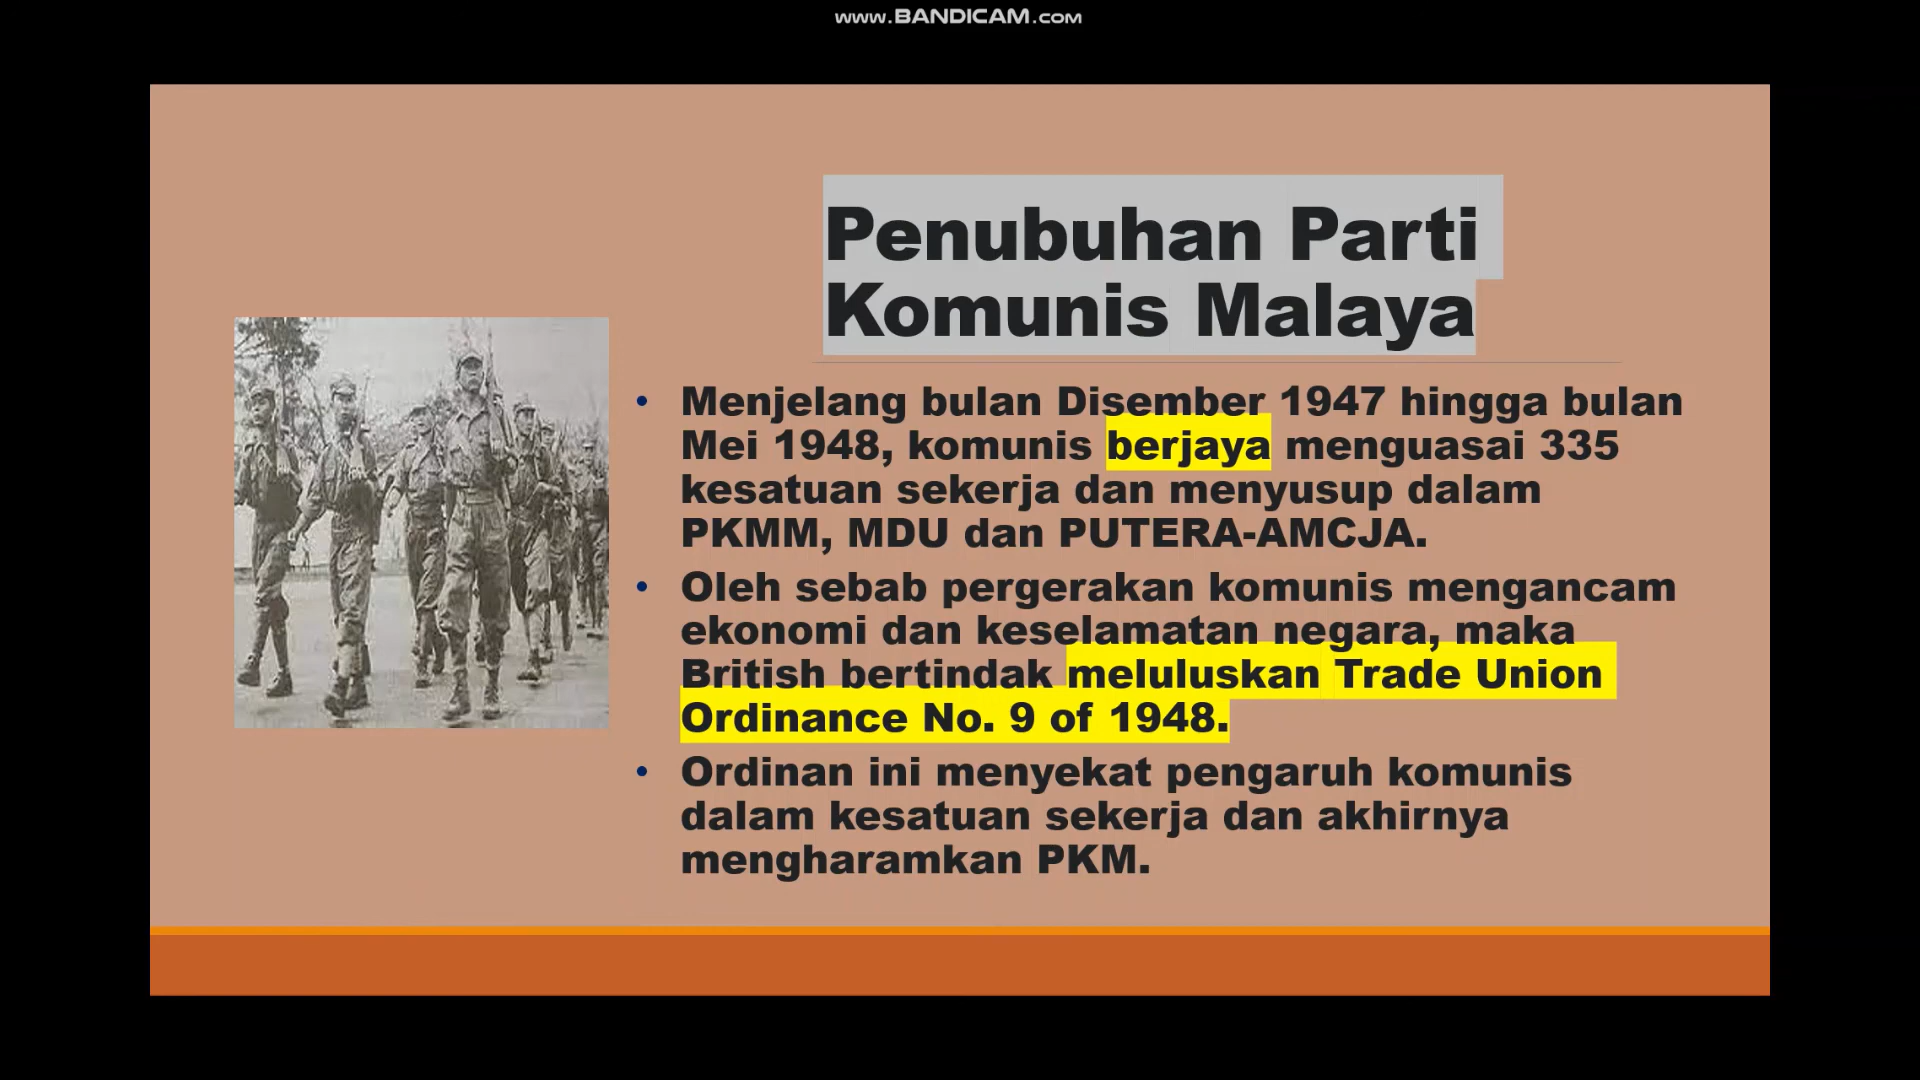 www.BANDICAM.com
Penubuhan Parti
Komunis Malaya
• Menjelang bulan Disember 1947 hingga bulan
Mei 1948, komunis berjaya menguasai 335
kesatuan sekerja dan menyusup dalam
PKMM, MDU dan PUTERA-AMCJA.
• Oleh sebab pergerakan komunis mengancam
ekonomi dan keselamatan negara, maka
British bertindak meluluskan Trade Union
Ordinance No. 9 of 1948.
• Ordinan ini menyekat pengaruh komunis
dalam kesatuan sekerja dan akhirnya
mengharamkan PKM.